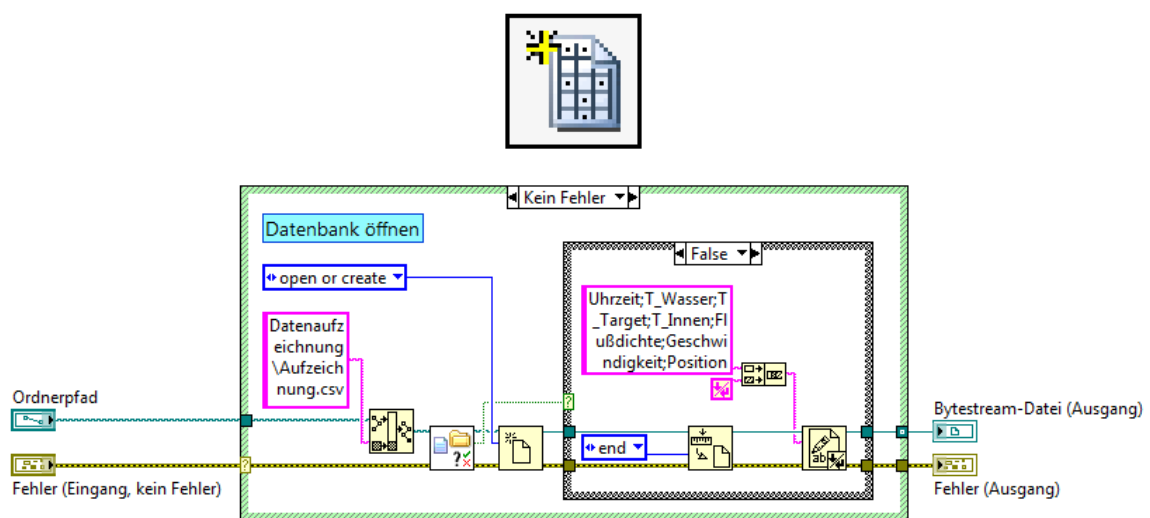 Kein Fehler
Datenbank öffnen
open or create
False
Datenaufz
eichnung
\Aufzeich
nung.csv
Uhrzeit;T_Wasser;T
_Target;T_Innen;Fl
ußdichte;Geschwi
ndigkeit;Position
Ordnerpfad
Fehler (Eingang, kein Fehler)
?
?
?
end
ab
Bytestream-Datei (Ausgang)
Fehler (Ausgang)